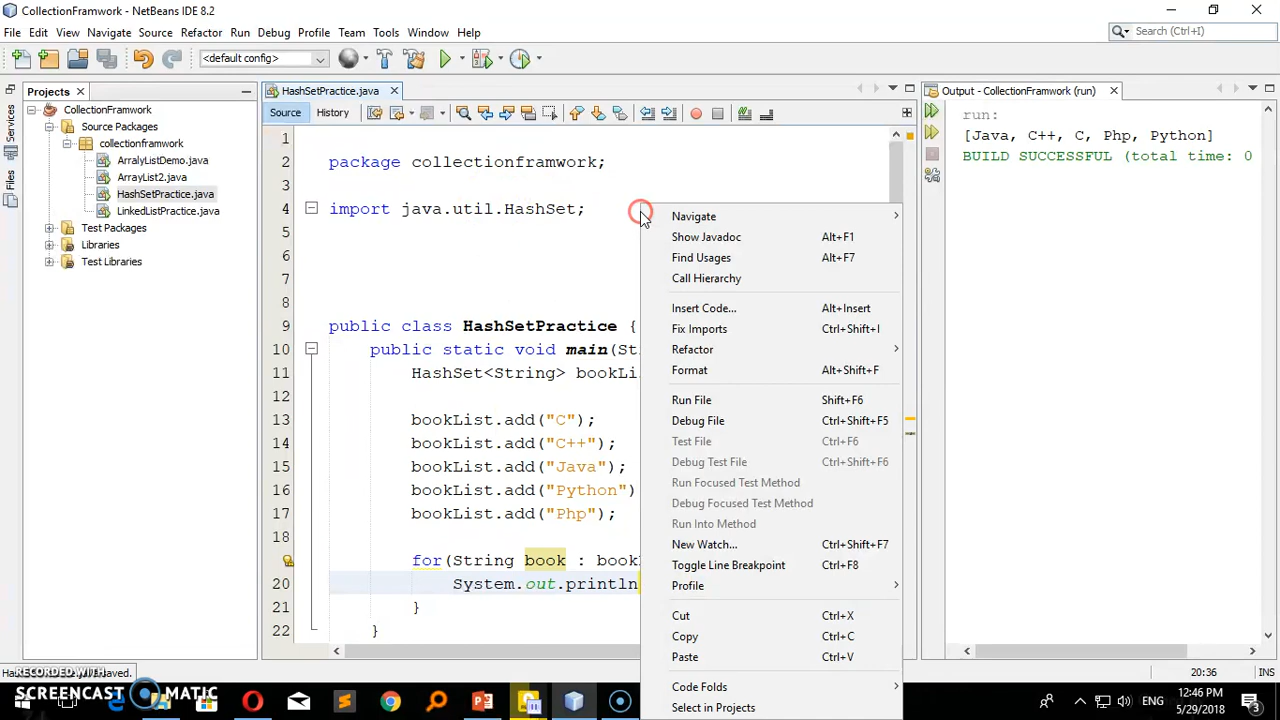 CollectionFramwork - NetBeans IDE 8.2
File Edit View Navigate Source Refactor Run Debug Profile Team Tools Window Help
Search (Ctrl+I)
<default config>
Services
Files
Projects
CollectionFramwork
Source Packages
collectionframwork
ArralyListDemo.java
ArrayList2.java
HashSetPractice.java
LinkedListPractice.java
Test Packages
Libraries
Test Libraries
HashSetPractice.java
Source History
1
2 package collectionframwork;
3
4 import java.util.HashSet;
5
6
7
8
9 public class HashSetPractice {
10 public static void main(St
11 HashSet<String> bookLi
12
13 bookList.add("C");
14 bookList.add("C++");
15 bookList.add("Java");
16 bookList.add("Python")
17 bookList.add("Php");
18
for(String book : book
20 System.out.println
21 }
22 }
Navigate
Show Javadoc Alt+F1
Find Usages Alt+F7
Call Hierarchy
Insert Code... Alt+Insert
Fix Imports Ctrl+Shift+I
Refactor
Format Alt+Shift+F
Run File Shift+F6
Debug File Ctrl+Shift+F5
Test File Ctrl+F6
Debug Test File Ctrl+Shift+F6
Run Focused Test Method
Debug Focused Test Method
Run Into Method
New Watch... Ctrl+Shift+F7
Toggle Line Breakpoint Ctrl+F8
Profile
Cut Ctrl+X
Copy Ctrl+C
Paste Ctrl+V
Code Folds
Select in Projects
Output - CollectionFramwork (run)
run:
[Java, C++, C, Php, Python]
BUILD SUCCESSFUL (total time: 0
20:36 INS
RECORDED WITH
SCREENCAST MATIC
ENG
12:46 PM
5/29/2018
3